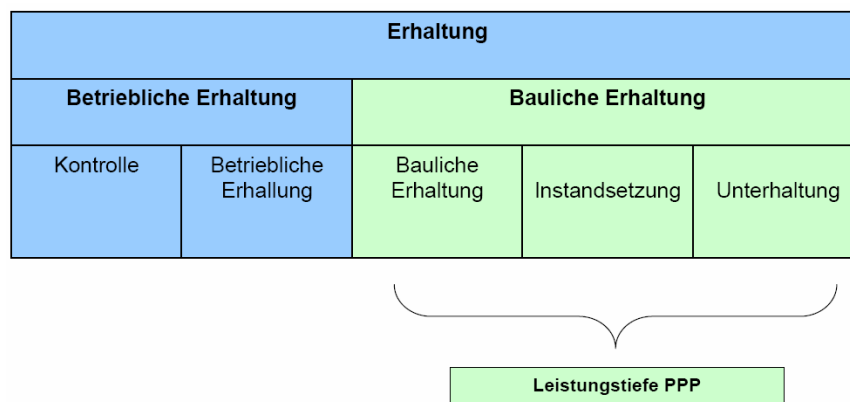 Erhaltung
Betriebliche Erhaltung
Bauliche Erhaltung
Kontrolle
Betriebliche
Erhallung
Bauliche
Erhaltung
Instandsetzung
Unterhaltung
Leistungstiefe PPP